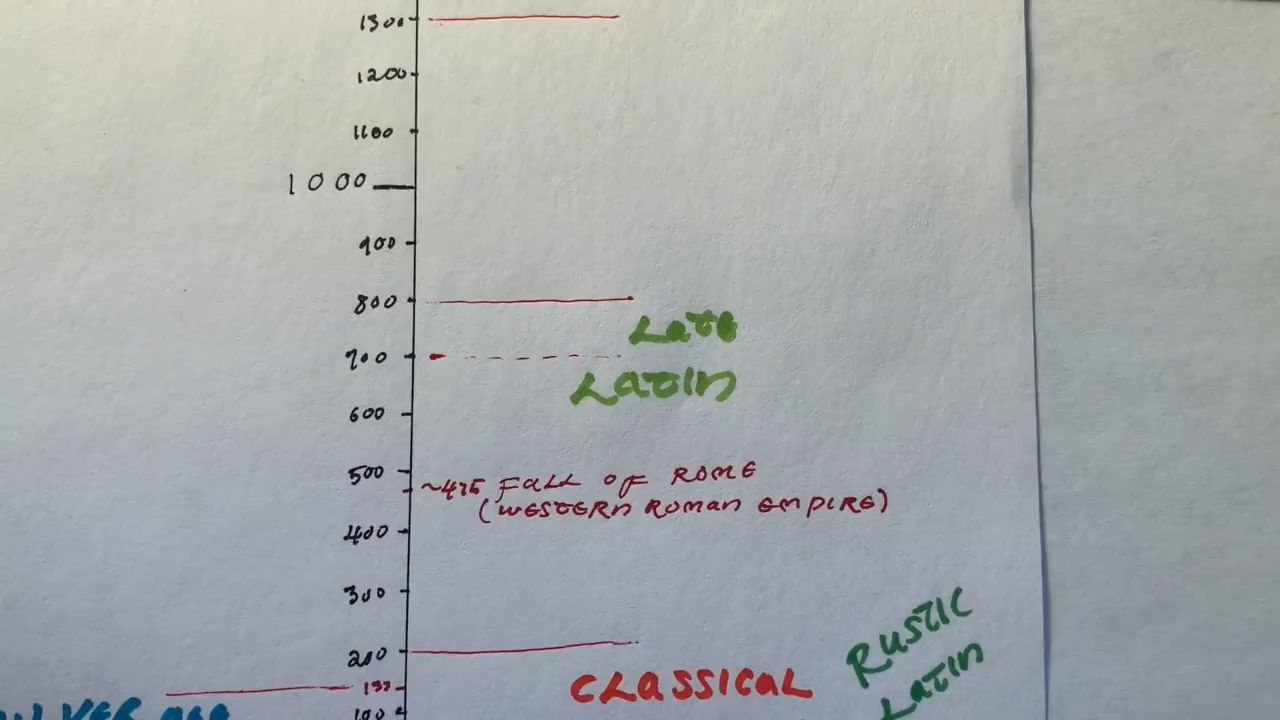 1300
1200
1100
1000
900
800
LATE
700
LATIN
600
500
~475 FALL OF ROME
(WESTERN ROMAN EMPIRE)
400
300
200
RUSTIC
LATIN
CLASSICAL
100